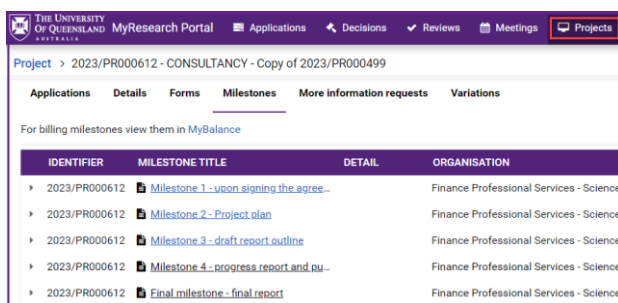 THE UNIVERSITY
OF QUEENSLAND
AUSTRALIA
MyResearch Portal Applications Decisions Reviews Meetings Projects
Project > 2023/PR000612 - CONSULTANCY - Copy of 2023/PR000499
Applications Details Forms Milestones More information requests Variations
For billing milestones view them in MyBalance
IDENTIFIER MILESTONE TITLE DETAIL ORGANISATION
2023/PR000612 Milestone 1 - upon signing the agree... Finance Professional Services - Science
2023/PR000612 Milestone 2 - Project plan Finance Professional Services - Science
2023/PR000612 Milestone 3 - draft report outline Finance Professional Services - Science
2023/PR000612 Milestone 4 - progress report and pu... Finance Professional Services - Science
2023/PR000612 Final milestone - final report Finance Professional Services - Science